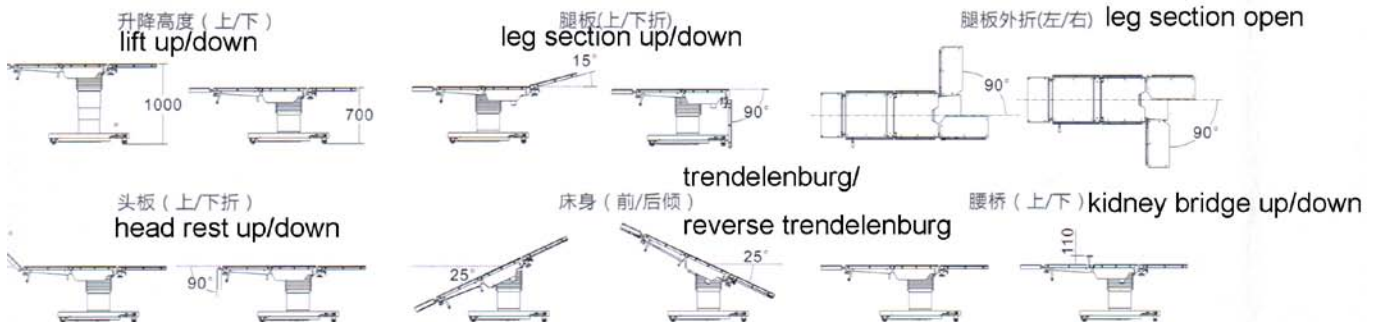 升降高度（上/下）
lift up/down
1000
700
腿板(上/下折)
leg section up/down
15°
90°
腿板外折(左/右) leg section open
90°
90°
头板（上/下折）
head rest up/down
90°
trendelenburg/
床身（前/后倾） reverse trendelenburg
25°
25°
腰桥（上/下） kidney bridge up/down
110